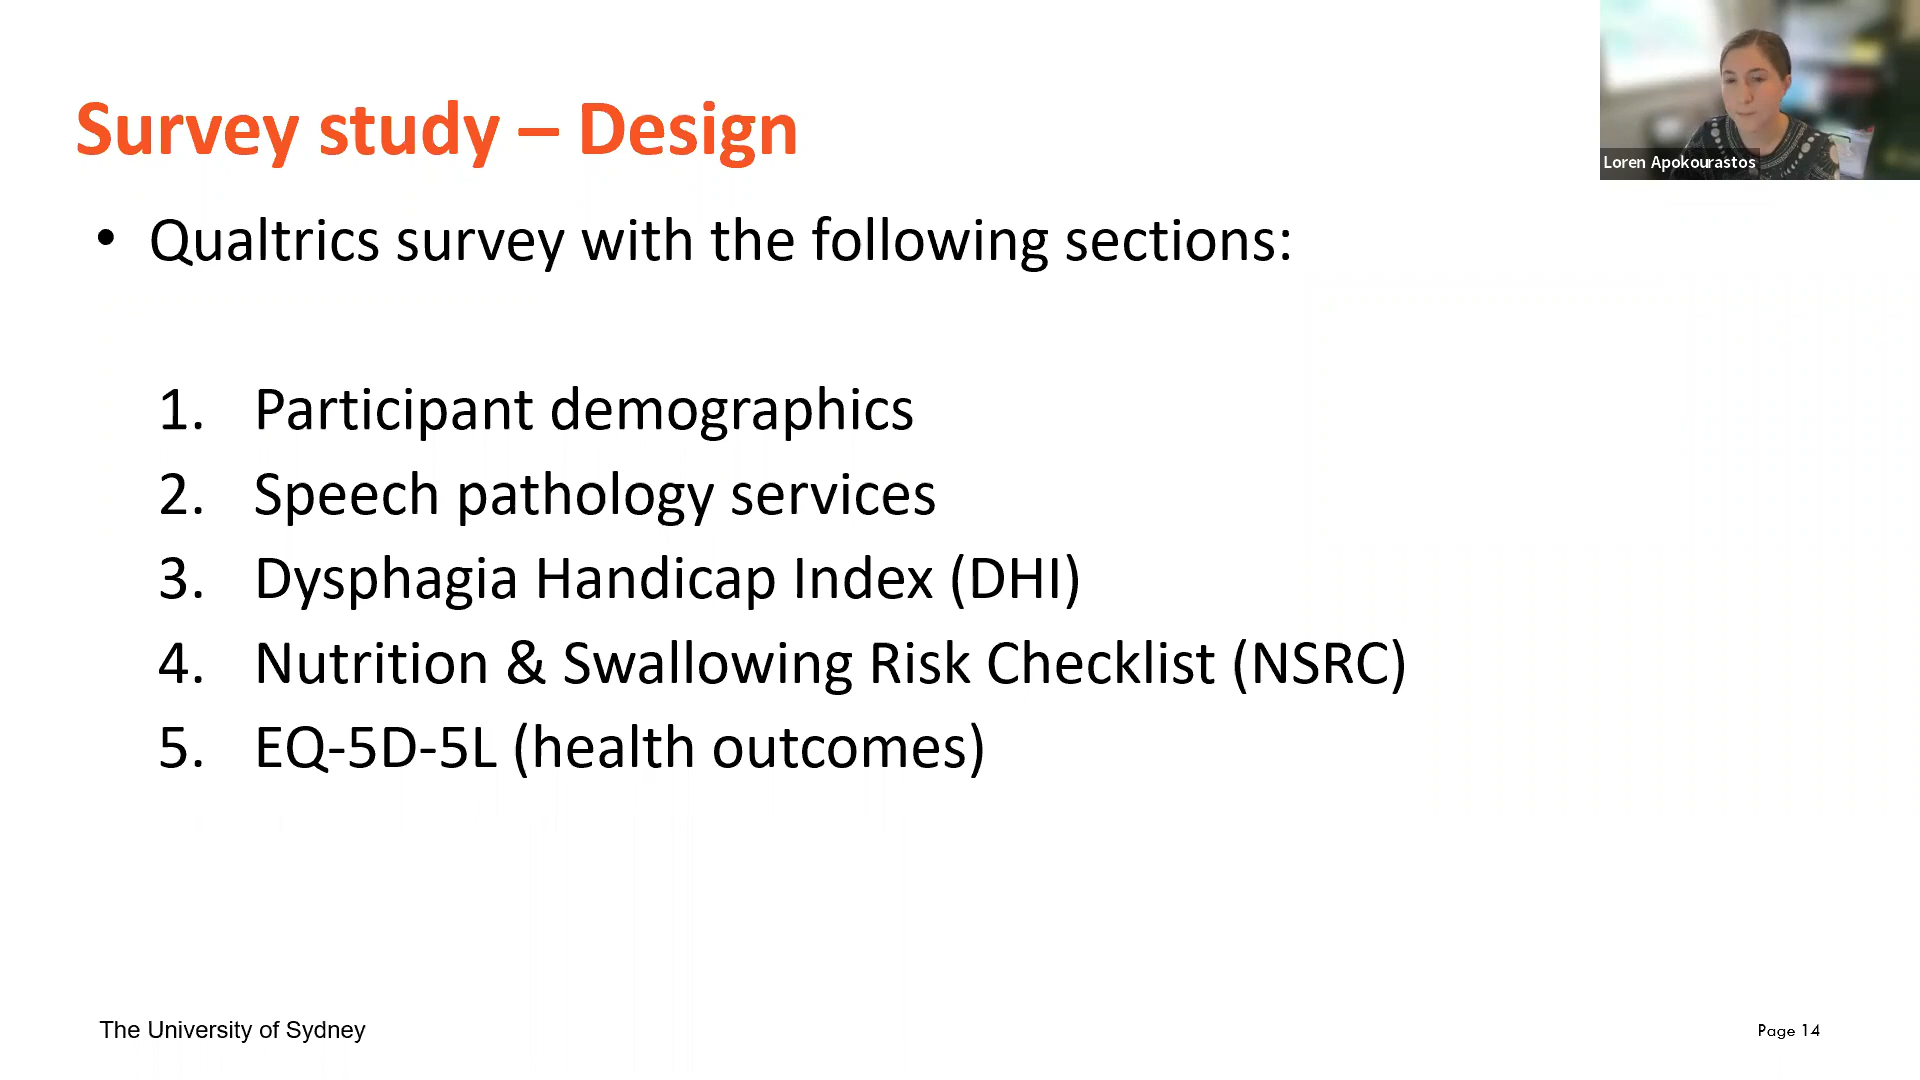 Survey study – Design
Loren Apokourastos
• Qualtrics survey with the following sections:
1. Participant demographics
2. Speech pathology services
3. Dysphagia Handicap Index (DHI)
4. Nutrition & Swallowing Risk Checklist (NSRC)
5. EQ-5D-5L (health outcomes)
The University of Sydney
Page 14